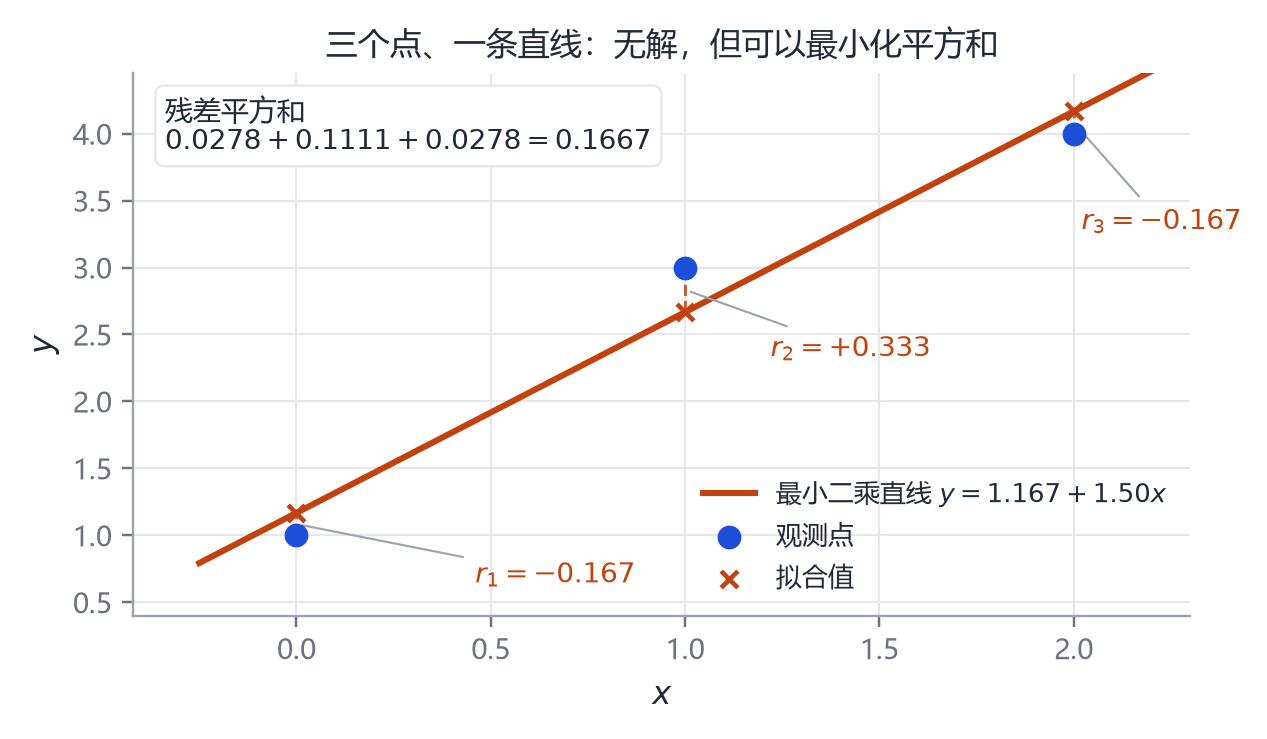 三个点、一条直线：无解，但可以最小化平方和
残差平方和
0.0278 + 0.1111 + 0.0278 = 0.1667
4.0
3.5
3.0
2.5
2.0
1.5
1.0
0.5
y
r₃ = −0.167
r₂ = +0.333
r₁ = −0.167
最小二乘直线 y = 1.167 + 1.50x
观测点
拟合值
0.0
0.5
1.0
1.5
2.0
x